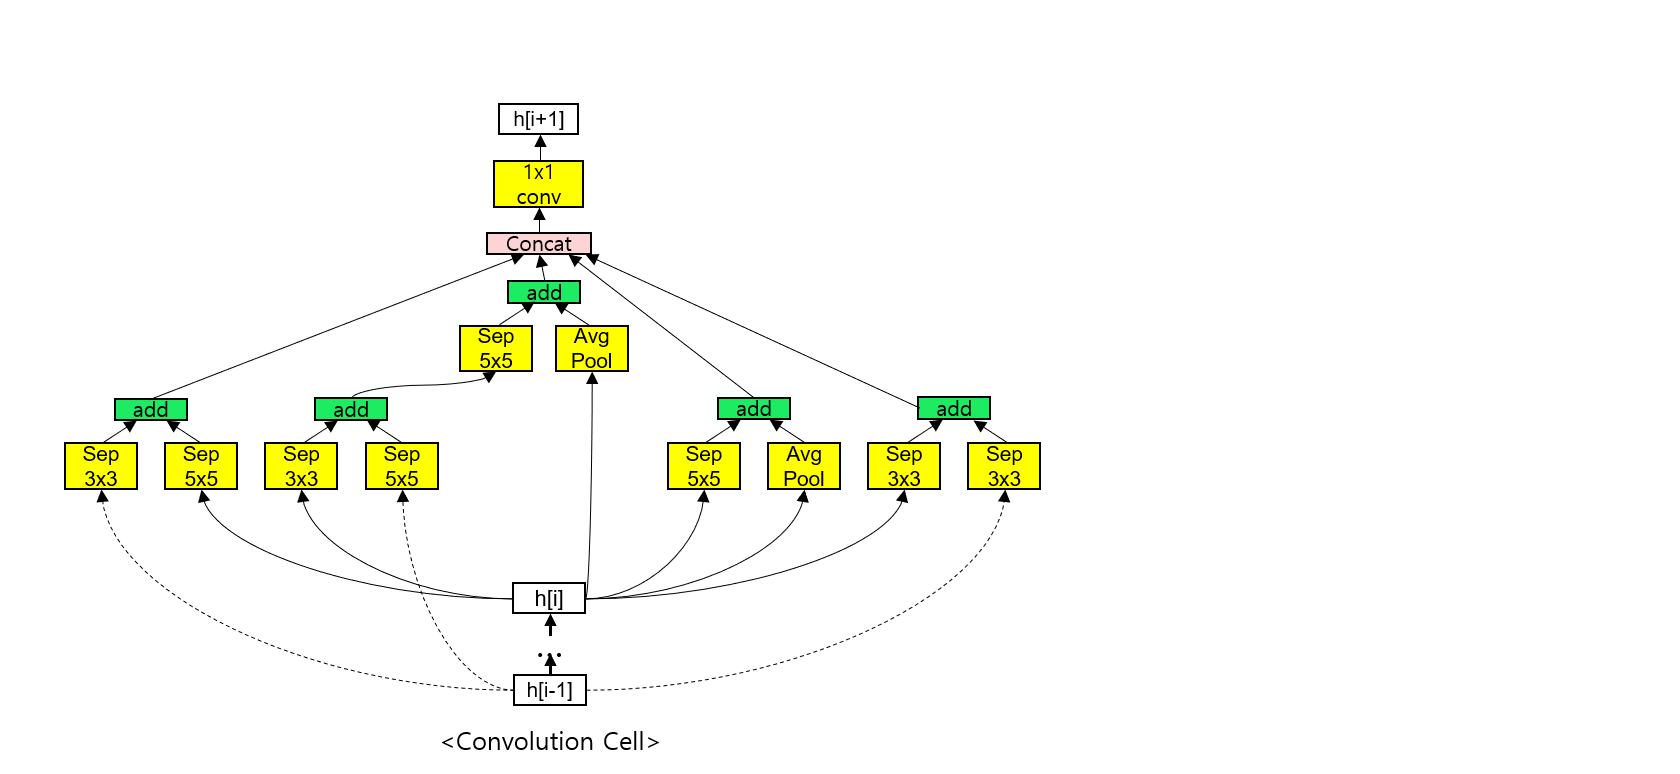 h[i+1]
1x1
conv
Concat
add
Sep
5x5
Avg
Pool
add
add
add
add
Sep
3x3
Sep
5x5
Sep
3x3
Sep
5x5
Sep
5x5
Avg
Pool
Sep
3x3
Sep
3x3
h[i]
...
h[i-1]
<Convolution Cell>